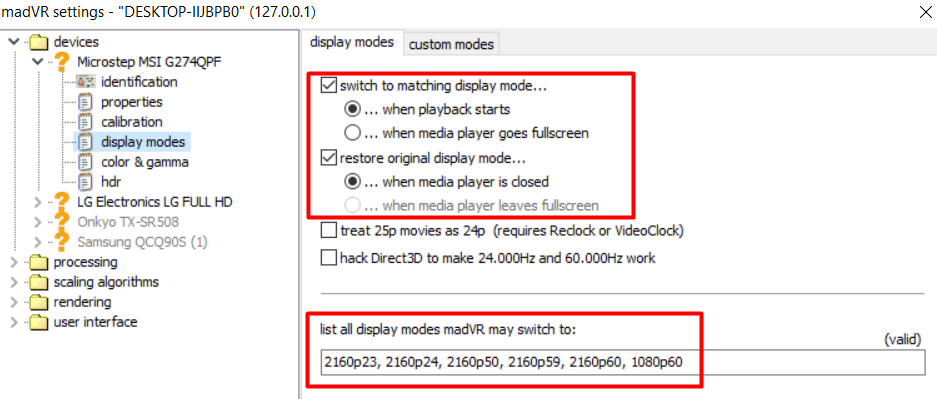 madVR settings - "DESKTOP-IIJBPB0" (127.0.0.1)
devices
Microstep MSI G274QPF
identification
properties
calibration
display modes
color & gamma
hdr
LG Electronics LG FULL HD
Onkyo TX-SR508
Samsung QCQ90S (1)
processing
scaling algorithms
rendering
user interface
display modes
custom modes
switch to matching display mode...
... when playback starts
... when media player goes fullscreen
restore original display mode...
... when media player is closed
... when media player leaves fullscreen
treat 25p movies as 24p (requires Reclock or VideoClock)
hack Direct3D to make 24.000Hz and 60.000Hz work
list all display modes madVR may switch to:
(valid)
2160p23, 2160p24, 2160p50, 2160p59, 2160p60, 1080p60